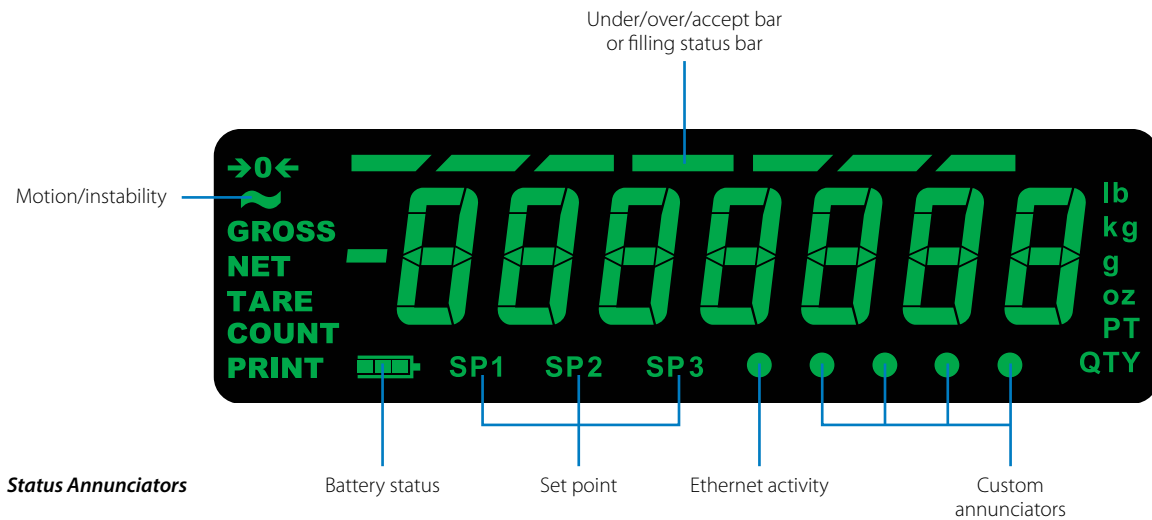 Under/over/accept bar
or filling status bar
→0←
Motion/instability
~
GROSS
NET
TARE
COUNT
PRINT
-8888888
lb
kg
g
oz
PT
QTY
SP1 SP2 SP3
Status Annunciators
Battery status
Set point
Ethernet activity
Custom
annunciators